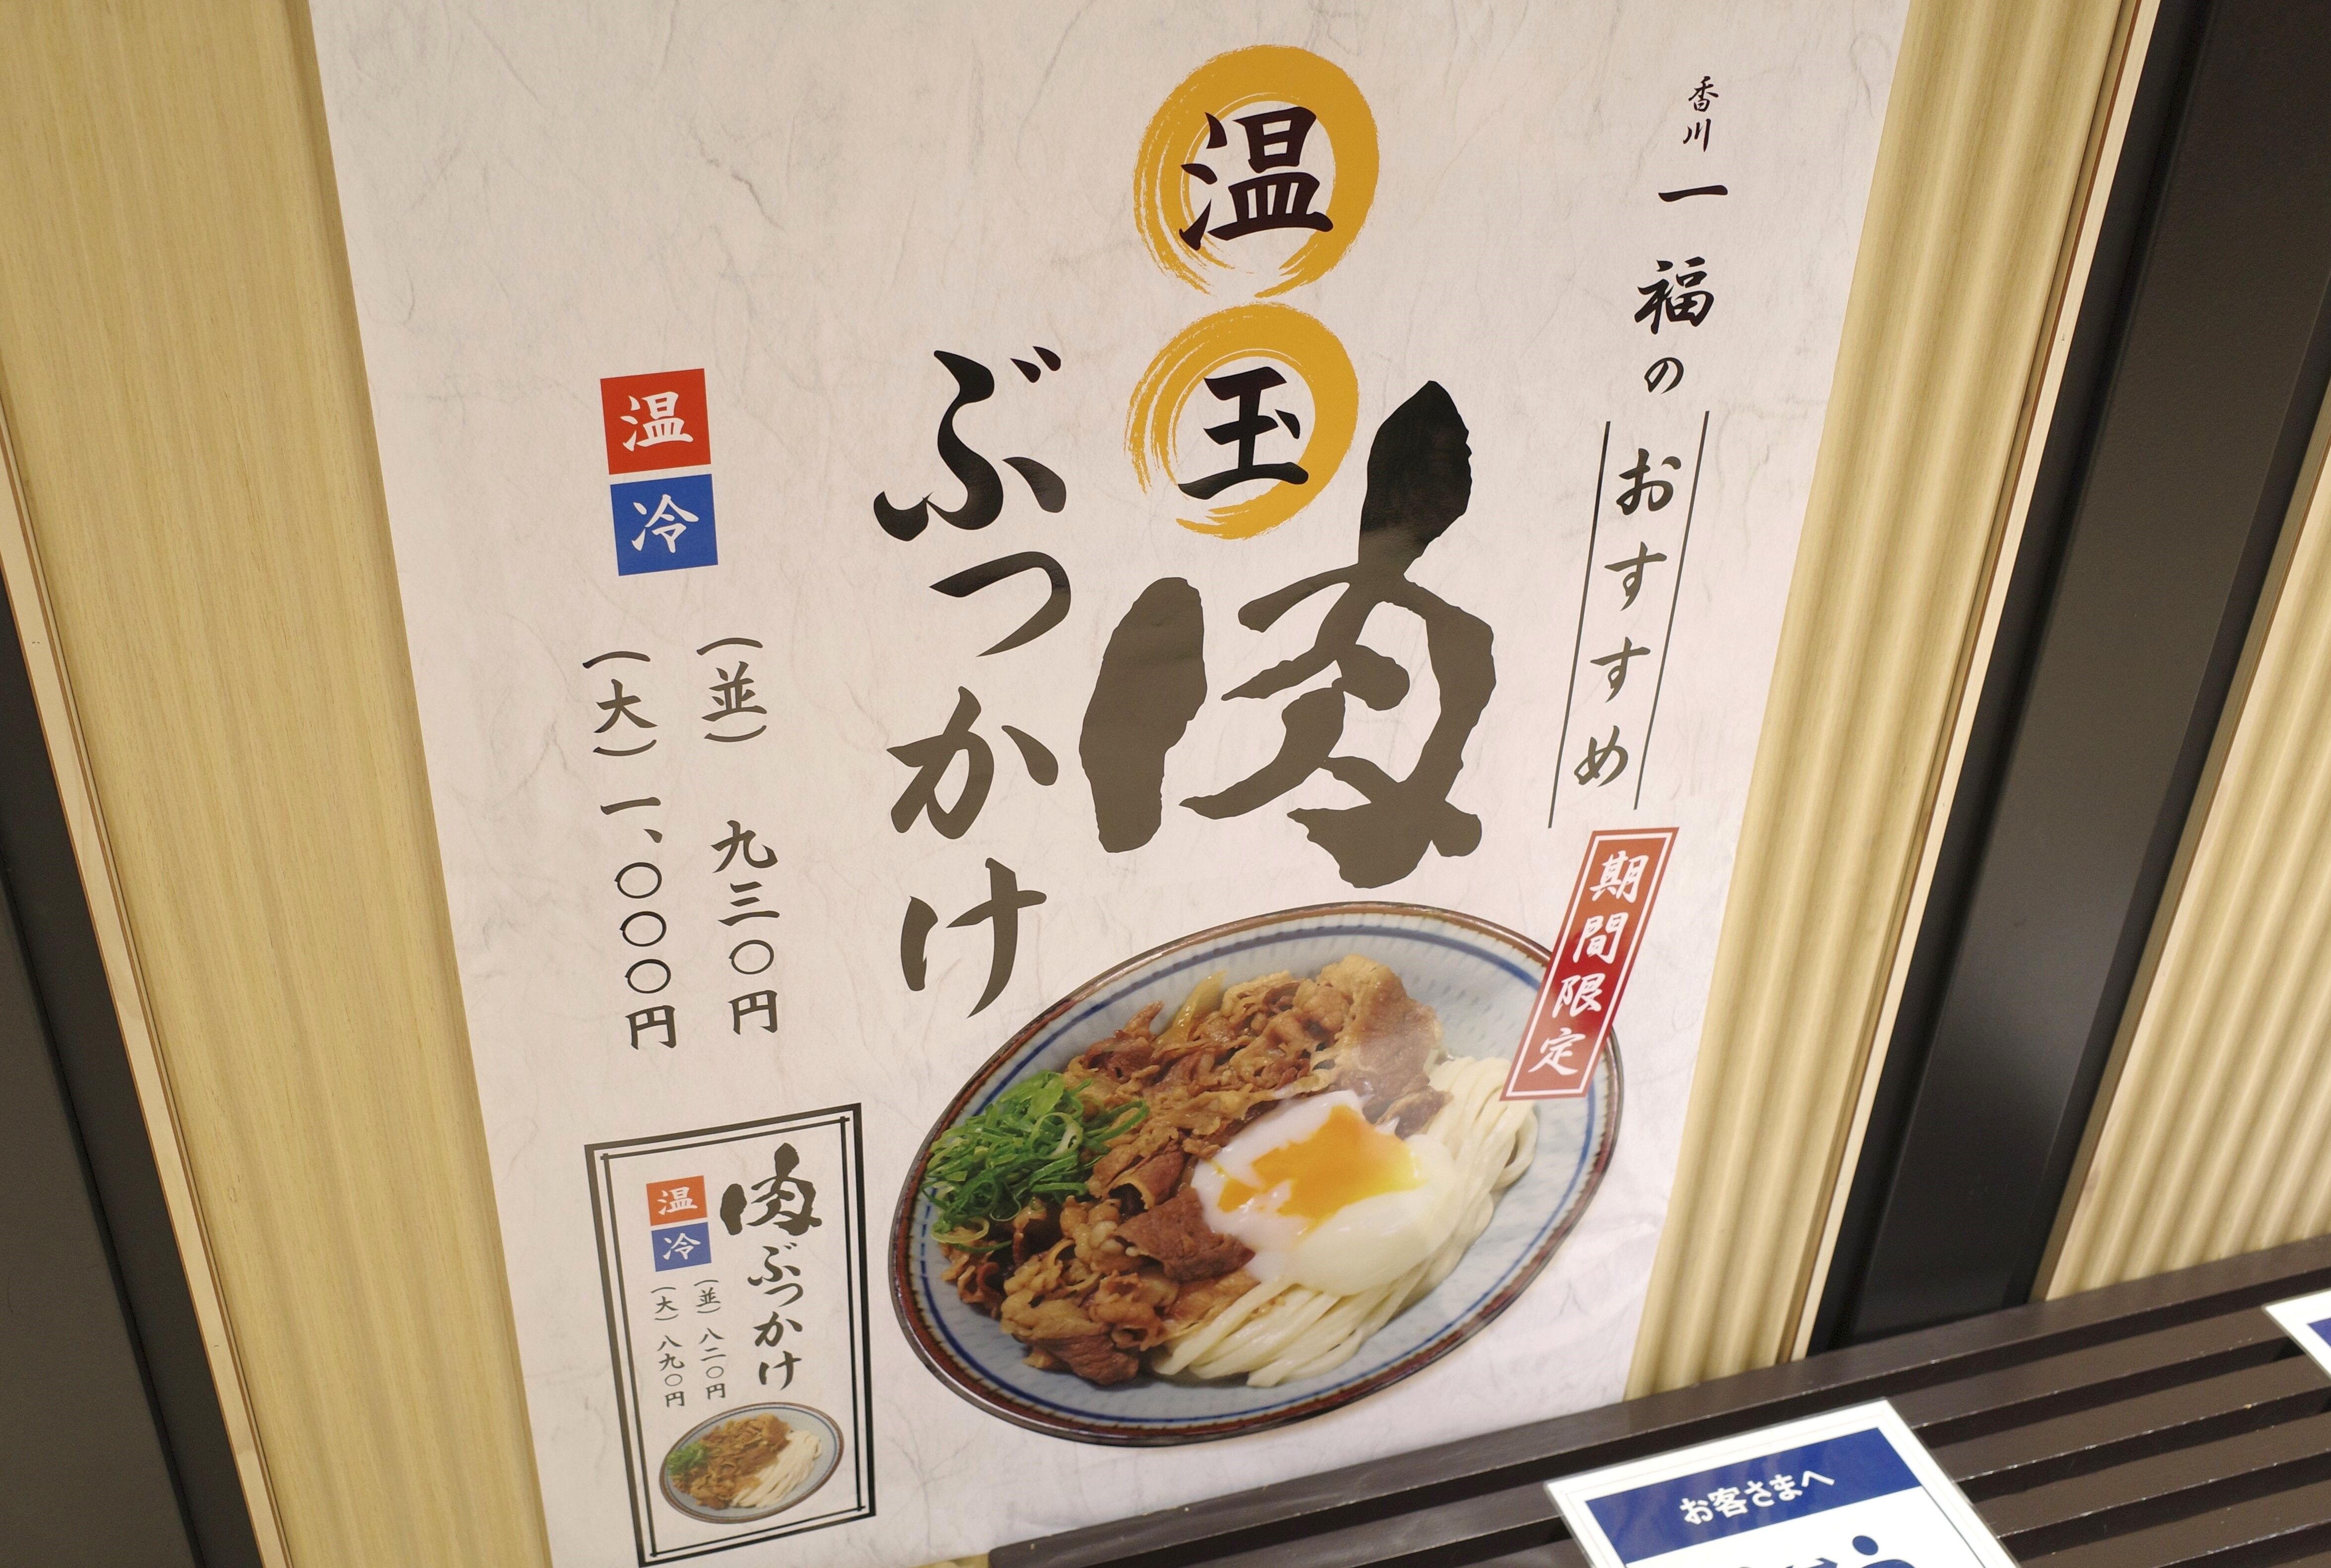 香川一福のおすすめ
期間限定
温玉肉
ぶっかけ
温
冷
(並) 九三〇円
(大) 一、〇〇〇円
肉ぶっかけ
温
冷
(並) 八二〇円
(大) 八九〇円
お客さまへ